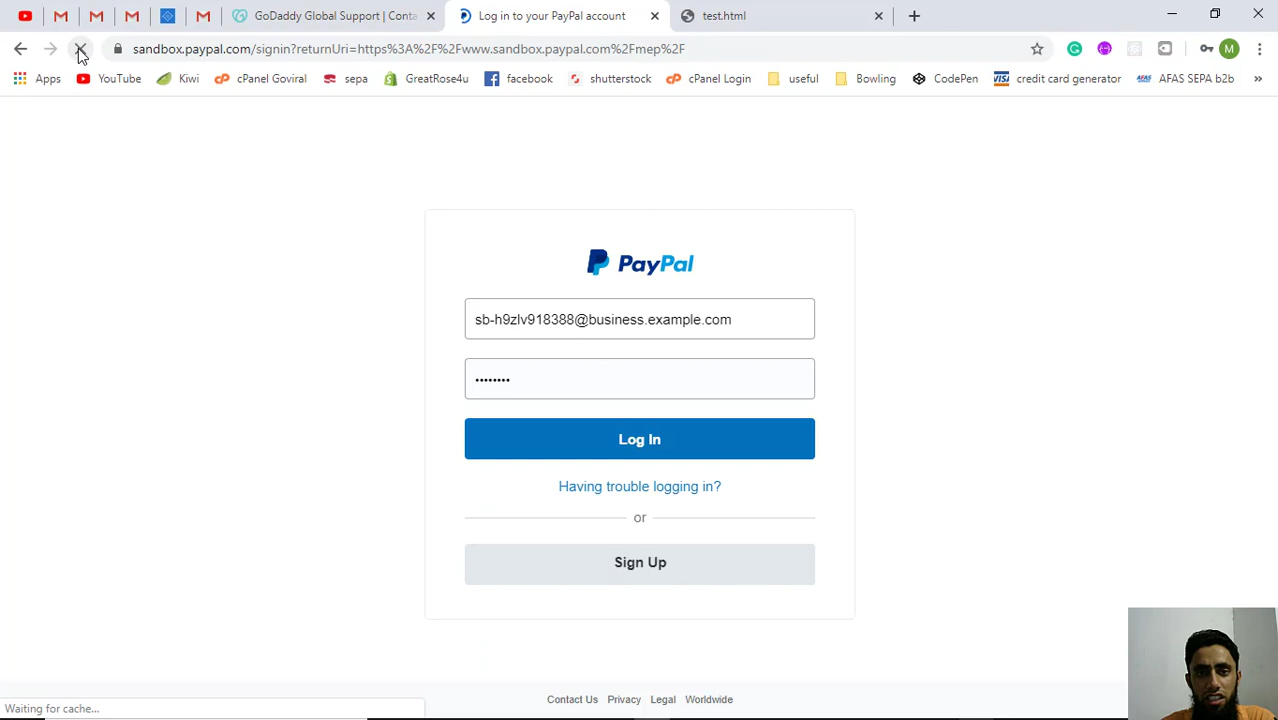 GoDaddy Global Support | Conta
Log in to your PayPal account
test.html
sandbox.paypal.com/signin?returnUri=https%3A%2F%2Fwww.sandbox.paypal.com%2Fmep%2F
M
Apps
YouTube
Kiwi
cPanel Goviral
sepa
GreatRose4u
facebook
shutterstock
cPanel Login
useful
Bowling
CodePen
VISA
credit card generator
AFAS
AFAS SEPA b2b
»
PayPal
sb-h9zlv918388@business.example.com
••••••••
Log In
Having trouble logging in?
or
Sign Up
Contact Us
Privacy
Legal
Worldwide
Waiting for cache...